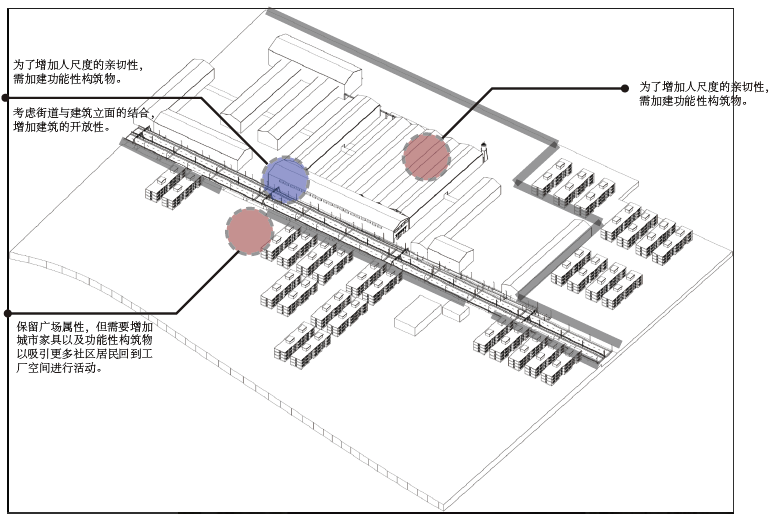 为了增加人尺度的亲切性，
需加建功能性构筑物。
考虑街道与建筑立面的结合，
增加建筑的开放性。
为了增加人尺度的亲切性，
需加建功能性构筑物。
保留广场属性，但需要增加
城市家具以及功能性构筑物
以吸引更多社区居民回到工
厂空间进行活动。